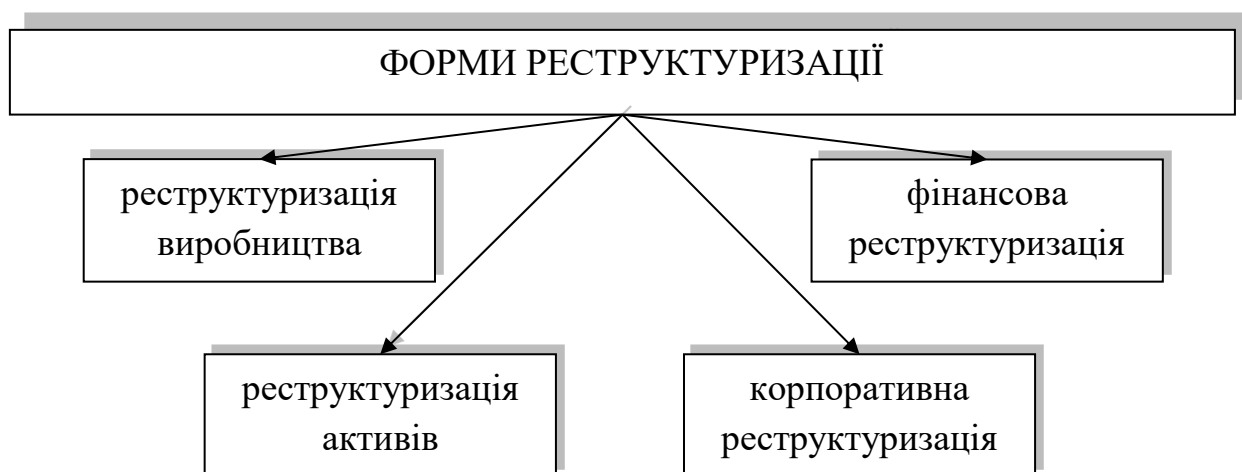 ФОРМИ РЕСТРУКТУРИЗАЦІЇ
реструктуризація
виробництва
фінансова
реструктуризація
реструктуризація
активів
корпоративна
реструктуризація